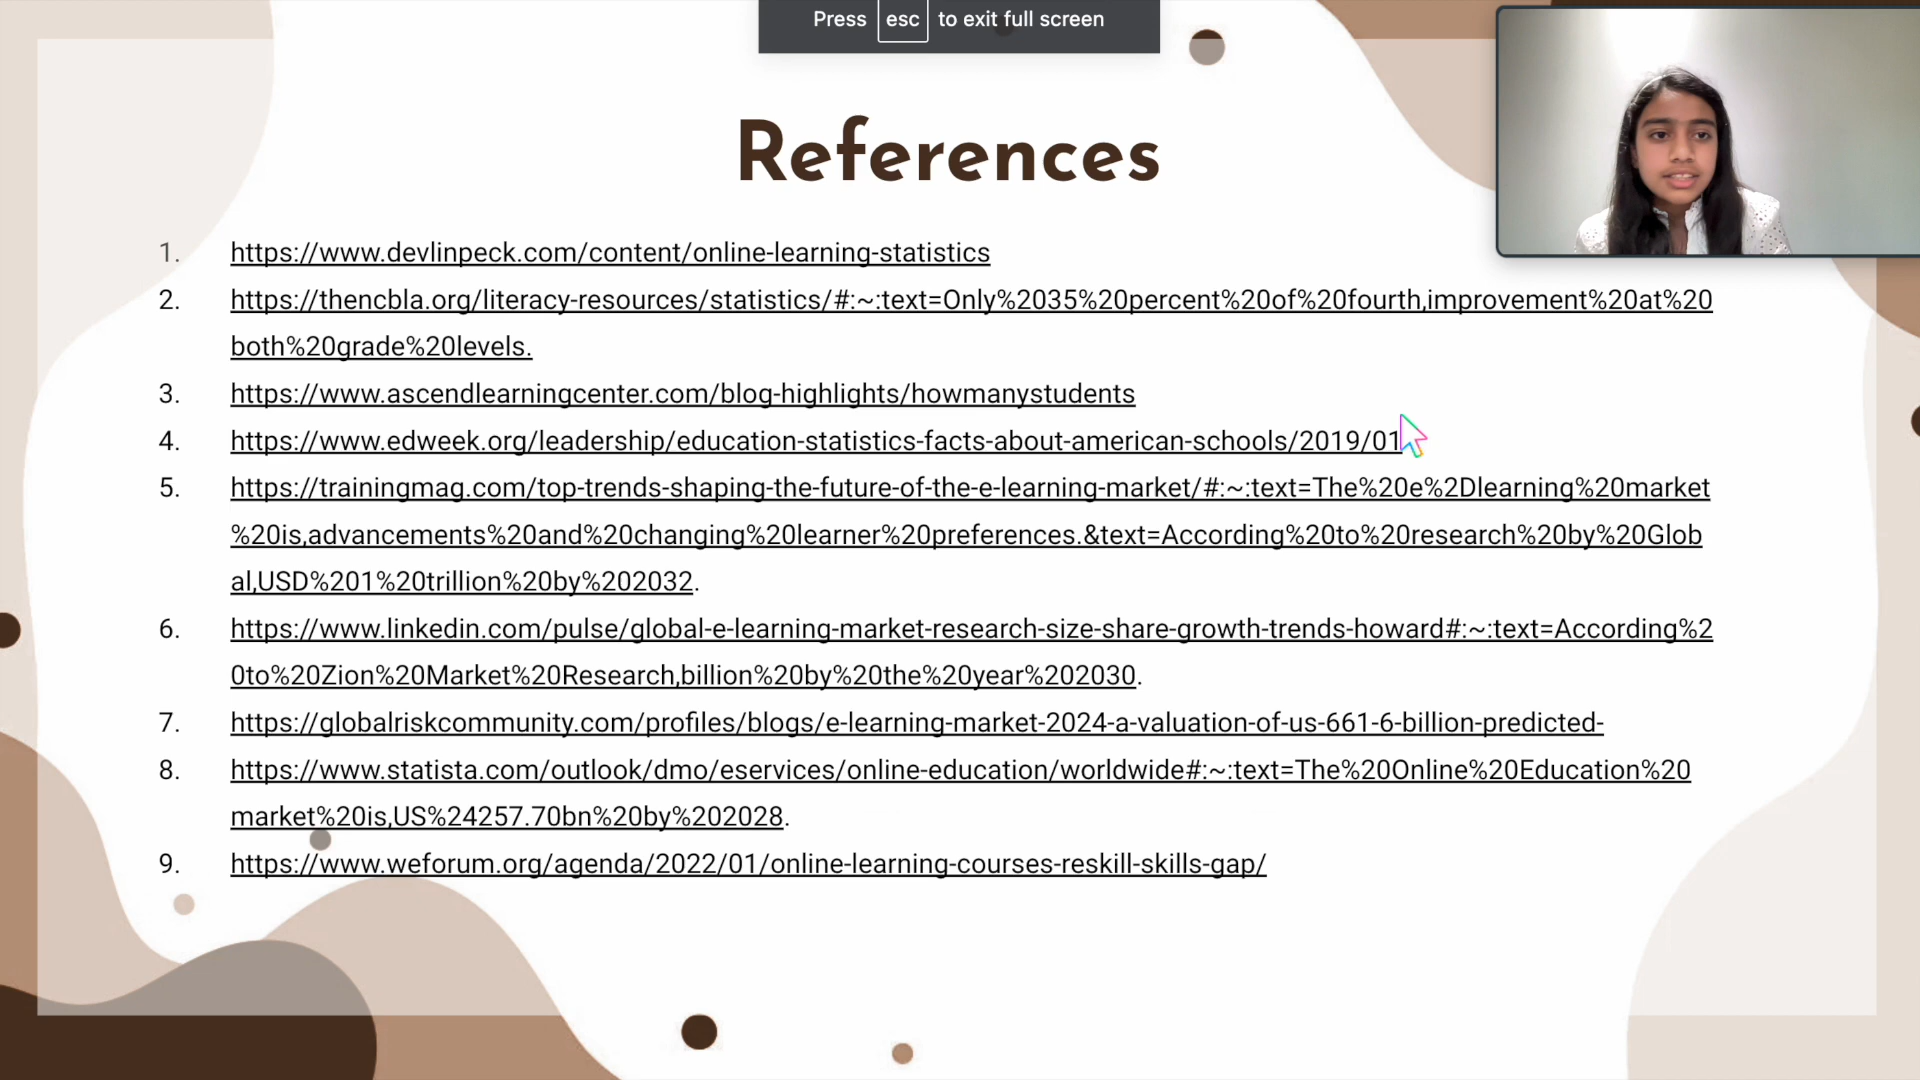 Press esc to exit full screen
References
1. https://www.devlinpeck.com/content/online-learning-statistics
2. https://thencbla.org/literacy-resources/statistics/#:~:text=Only%2035%20percent%20of%20fourth,improvement%20at%20
both%20grade%20levels.
3. https://www.ascendlearningcenter.com/blog-highlights/howmanystudents
4. https://www.edweek.org/leadership/education-statistics-facts-about-american-schools/2019/01
5. https://trainingmag.com/top-trends-shaping-the-future-of-the-e-learning-market/#:~:text=The%20e%2Dlearning%20market
%20is,advancements%20and%20changing%20learner%20preferences.&text=According%20to%20research%20by%20Glob
al,USD%201%20trillion%20by%202032.
6. https://www.linkedin.com/pulse/global-e-learning-market-research-size-share-growth-trends-howard#:~:text=According%2
0to%20Zion%20Market%20Research,billion%20by%20the%20year%202030.
7. https://globalriskcommunity.com/profiles/blogs/e-learning-market-2024-a-valuation-of-us-661-6-billion-predicted-
8. https://www.statista.com/outlook/dmo/eservices/online-education/worldwide#:~:text=The%20Online%20Education%20
market%20is,US%24257.70bn%20by%202028.
9. https://www.weforum.org/agenda/2022/01/online-learning-courses-reskill-skills-gap/